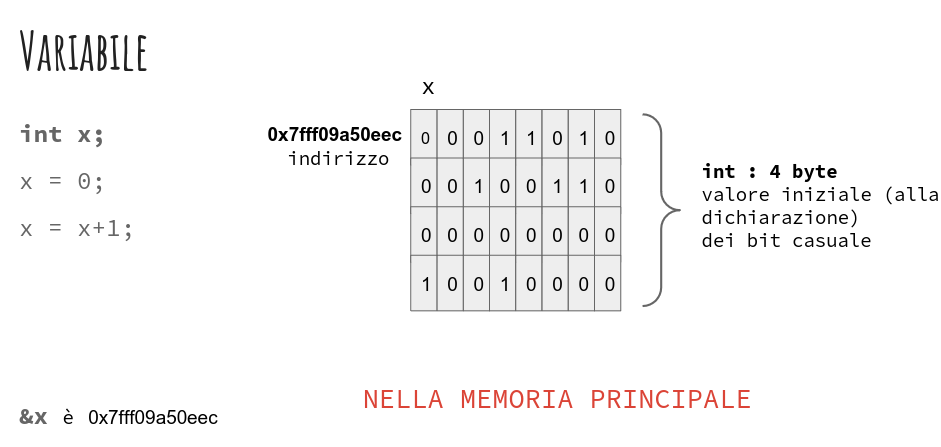 VARIABILE
x
int x;
0x7fff09a50eec
indirizzo
x = 0;
x = x+1;
0 0 0 1 1 0 1 0
0 0 1 0 0 1 1 0
0 0 0 0 0 0 0 0
1 0 0 1 0 0 0 0
int : 4 byte
valore iniziale (alla
dichiarazione)
dei bit casuale
NELLA MEMORIA PRINCIPALE
&x è 0x7fff09a50eec